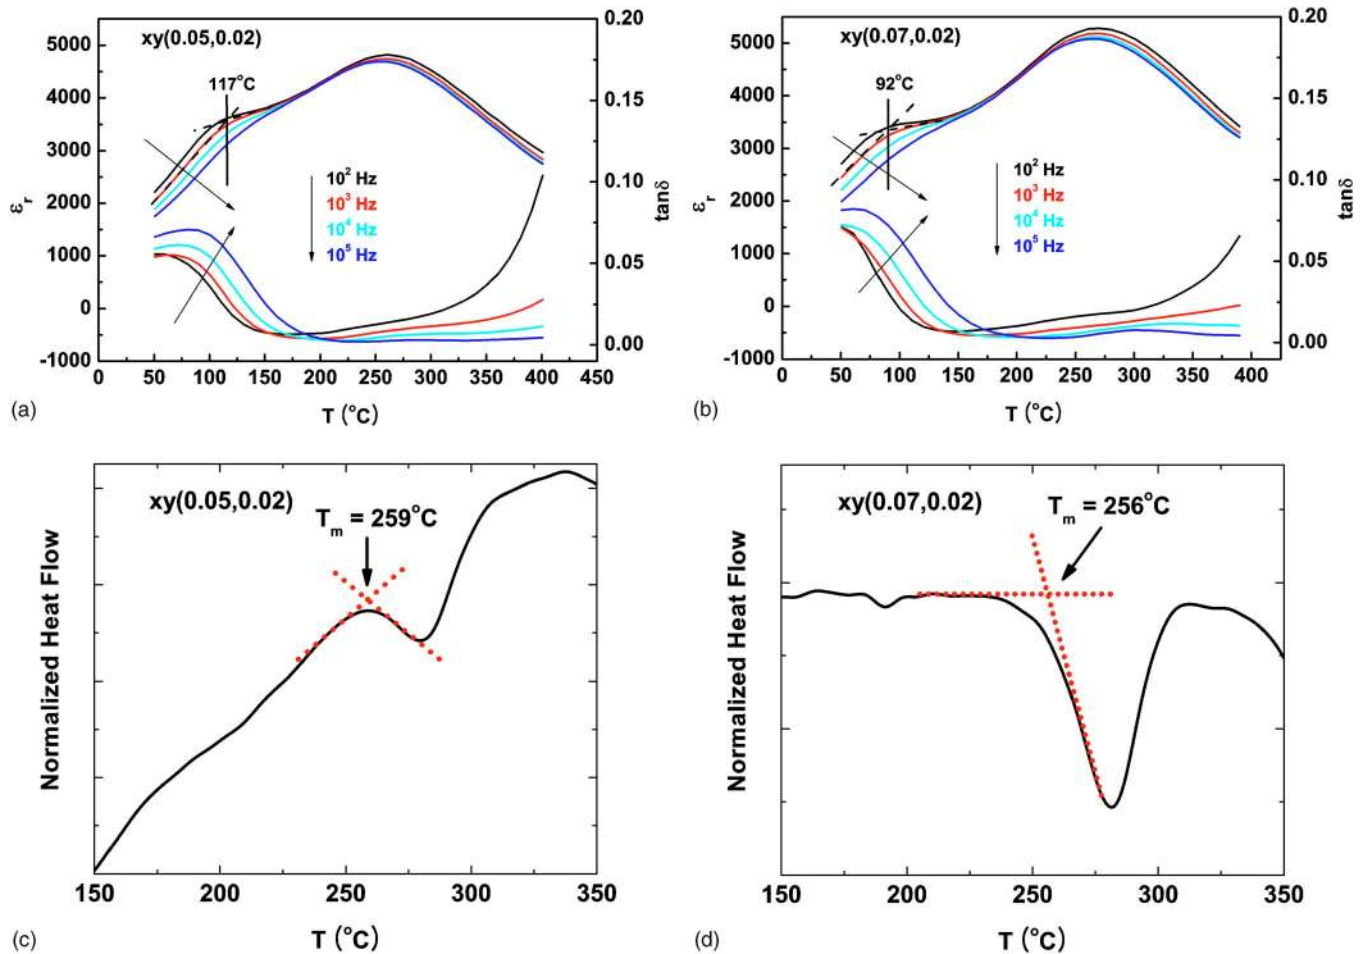 xy(0.05,0.02)
117°C
10² Hz
10³ Hz
10⁴ Hz
10⁵ Hz
5000
4000
3000
2000
1000
0
-1000
εr
0.20
0.15
0.10
0.05
0.00
tanδ
0 50 100 150 200 250 300 350 400 450
T (°C)
(a)
xy(0.07,0.02)
92°C
10² Hz
10³ Hz
10⁴ Hz
10⁵ Hz
5000
4000
3000
2000
1000
0
-1000
εr
0.20
0.15
0.10
0.05
0.00
tanδ
0 50 100 150 200 250 300 350 400
T (°C)
(b)
xy(0.05,0.02)
Tm = 259°C
Normalized Heat Flow
150 200 250 300 350
T (°C)
(c)
xy(0.07,0.02)
Tm = 256°C
Normalized Heat Flow
150 200 250 300 350
T (°C)
(d)